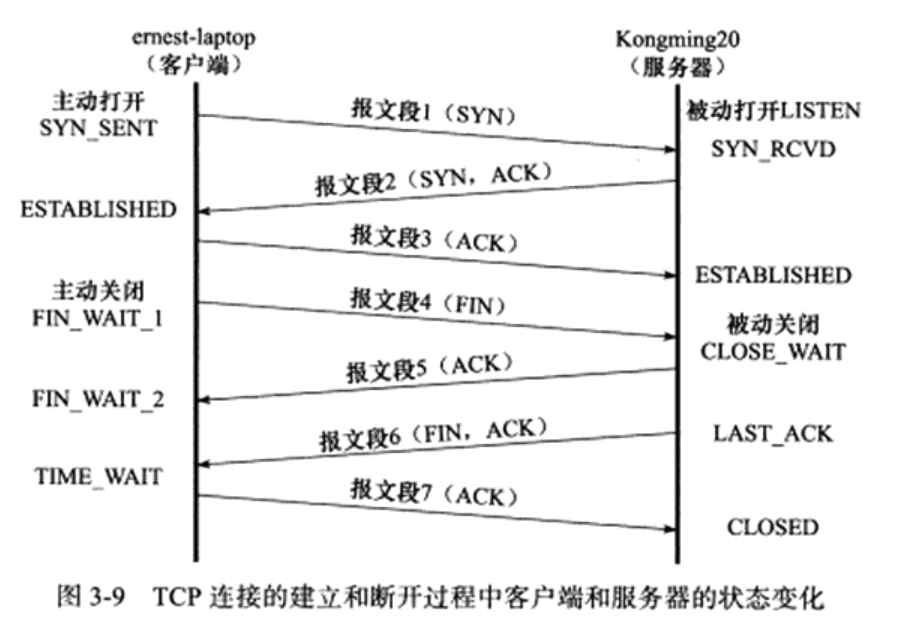 ernest-laptop
(客户端)
Kongming20
(服务器)
主动打开
SYN_SENT
报文段1(SYN)
被动打开LISTEN
SYN_RCVD
报文段2(SYN,ACK)
ESTABLISHED
报文段3(ACK)
ESTABLISHED
主动关闭
FIN_WAIT_1
报文段4(FIN)
被动关闭
CLOSE_WAIT
报文段5(ACK)
FIN_WAIT_2
报文段6(FIN,ACK)
LAST_ACK
TIME_WAIT
报文段7(ACK)
CLOSED
图 3-9 TCP 连接的建立和断开过程中客户端和服务器的状态变化